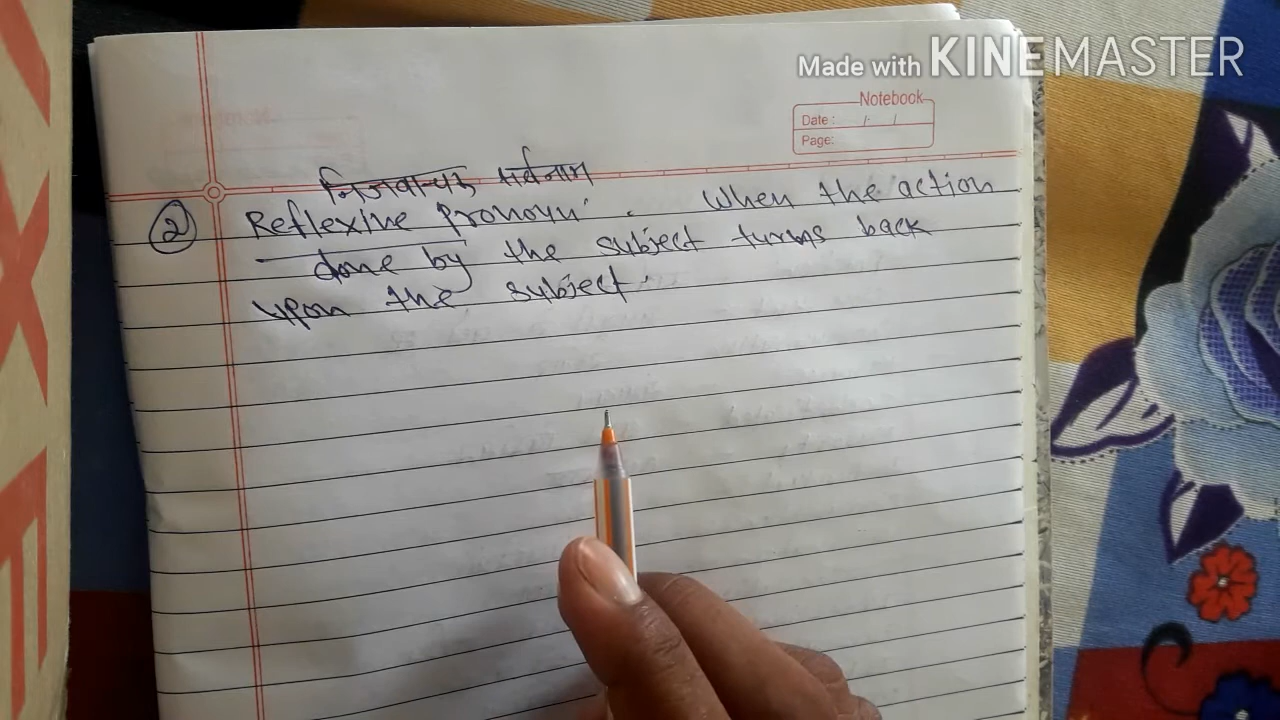 Made with KINEMASTER
Notebook
Date : / /
Page:
निजवाचक सर्वनाम
② Reflexive pronoun. When the action
done by the subject turns back
upon the subject.